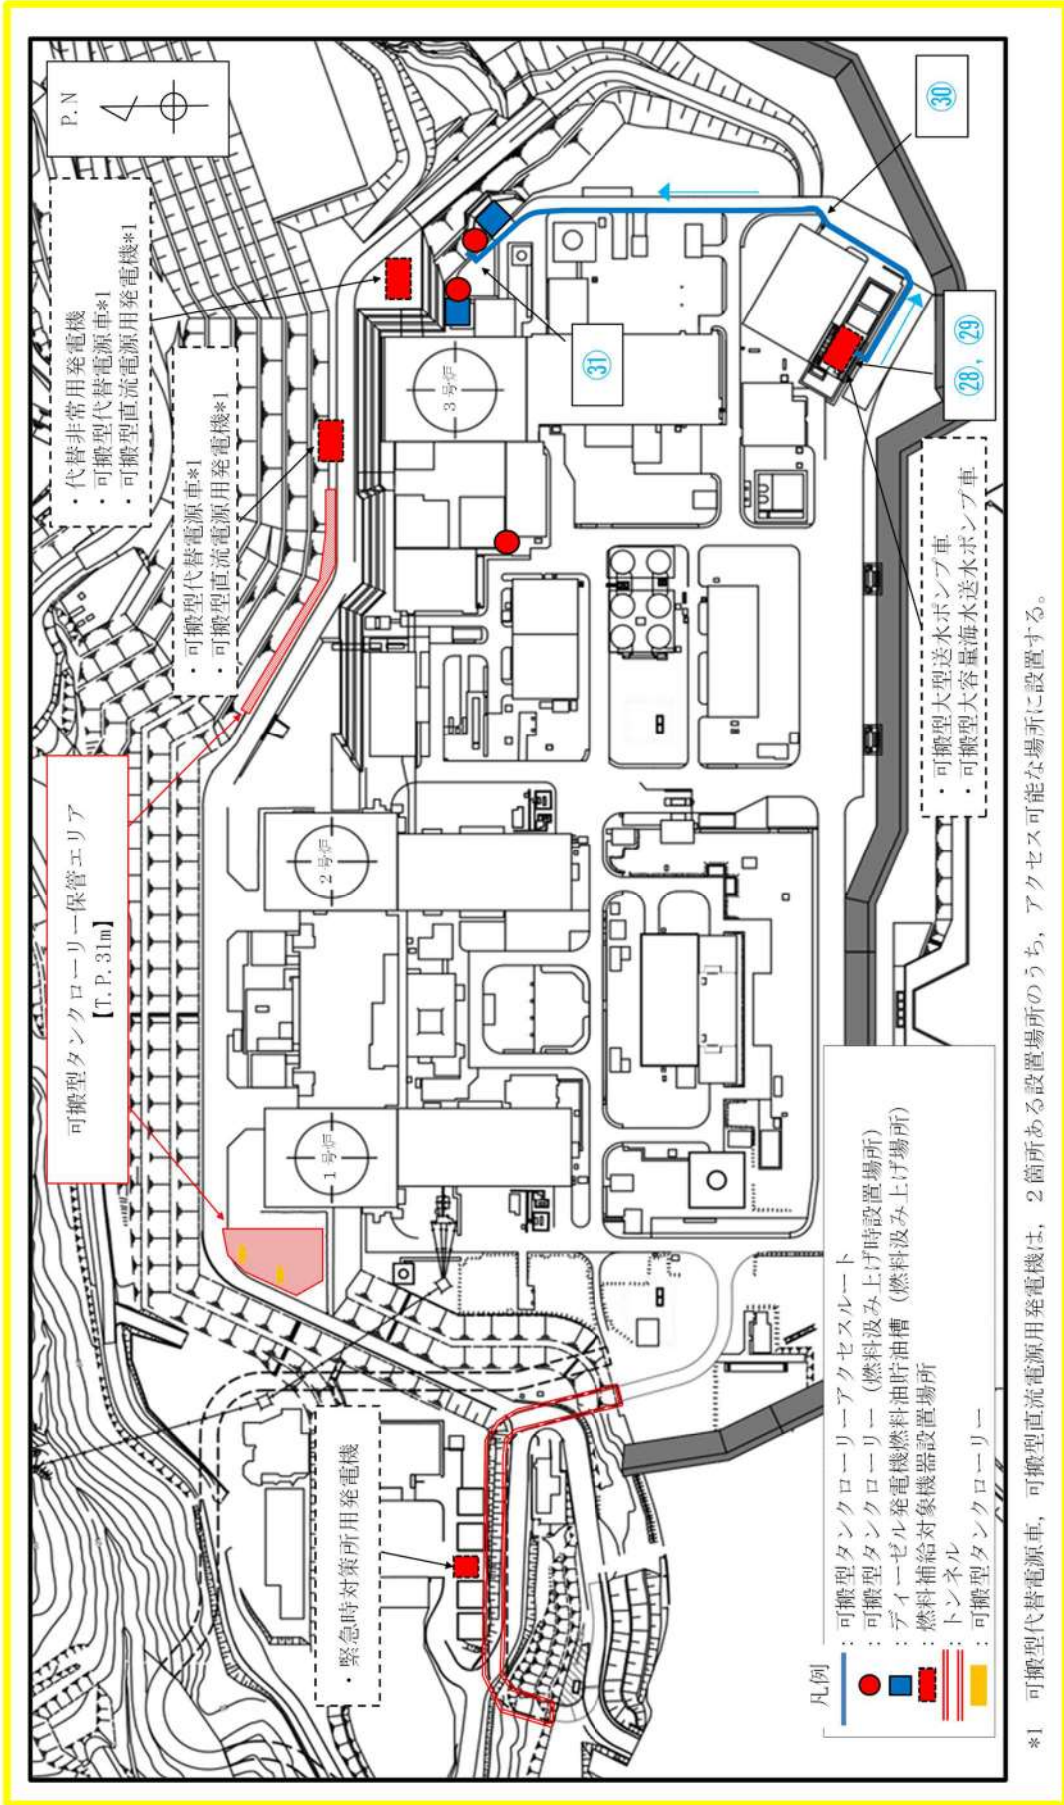 P.N
・代替非常用発電機
・可搬型代替電源車*1
・可搬型直流電源用発電機*1
・可搬型代替電源車*1
・可搬型直流電源用発電機*1
可搬型タンクローリー保管エリア
【T.P.31m】
・緊急時対策所用発電機
1号炉
2号炉
3号炉
㉛
㉚
㉘, ㉙
・可搬型大型送水ポンプ車
・可搬型大容量海水送水ポンプ車
凡例
：可搬型タンクローリーアクセスルート
：可搬型タンクローリー（燃料汲み上げ時設置場所）
：ディーゼル発電機燃料油貯油槽（燃料汲み上げ場所）
：燃料補給対象機器設置場所
：トンネル
：可搬型タンクローリー
*1　可搬型代替電源車，可搬型直流電源用発電機は，２箇所ある設置場所のうち，アクセス可能な場所に設置する。